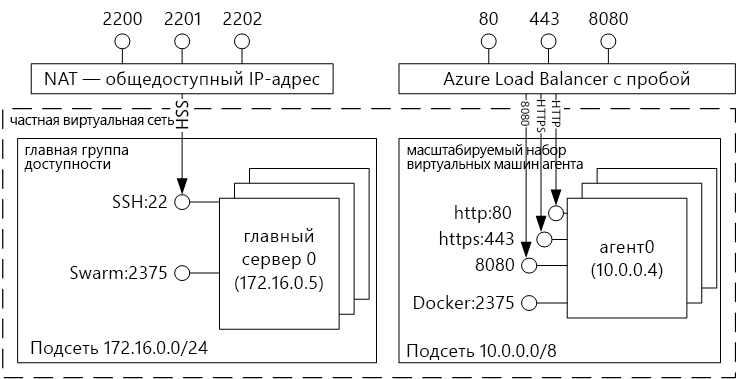 2200 2201 2202
80 443 8080
NAT — общедоступный IP-адрес
Azure Load Balancer с пробой
SSH
8080
HTTPS
HTTP
частная виртуальная сеть
главная группа
доступности
SSH:22
Swarm:2375
главный
сервер 0
(172.16.0.5)
Подсеть 172.16.0.0/24
масштабируемый набор
виртуальных машин агента
http:80
https:443
8080
Docker:2375
агент0
(10.0.0.4)
Подсеть 10.0.0.0/8